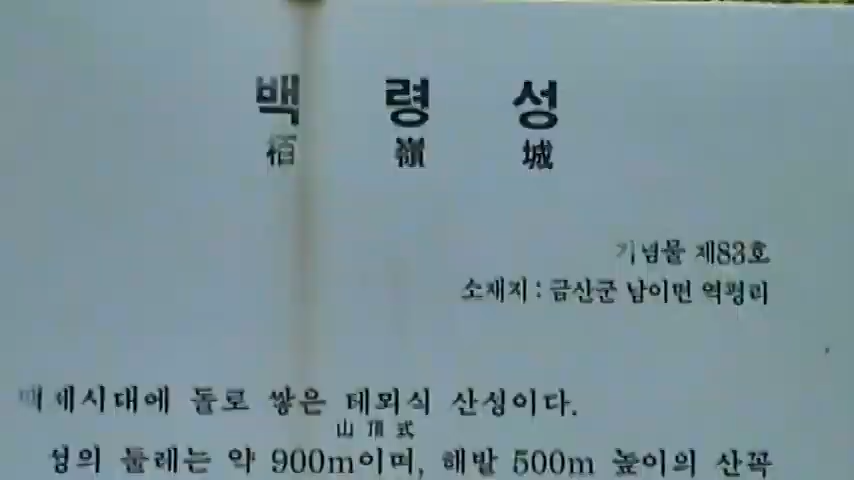 백령성
栢嶺城
기념물 제83호
소재지 : 금산군 남이면 역평리
백제시대에 돌로 쌓은 테뫼식 산성이다.
山頂式
성의 둘레는 약 900m이며, 해발 500m 높이의 산꼭